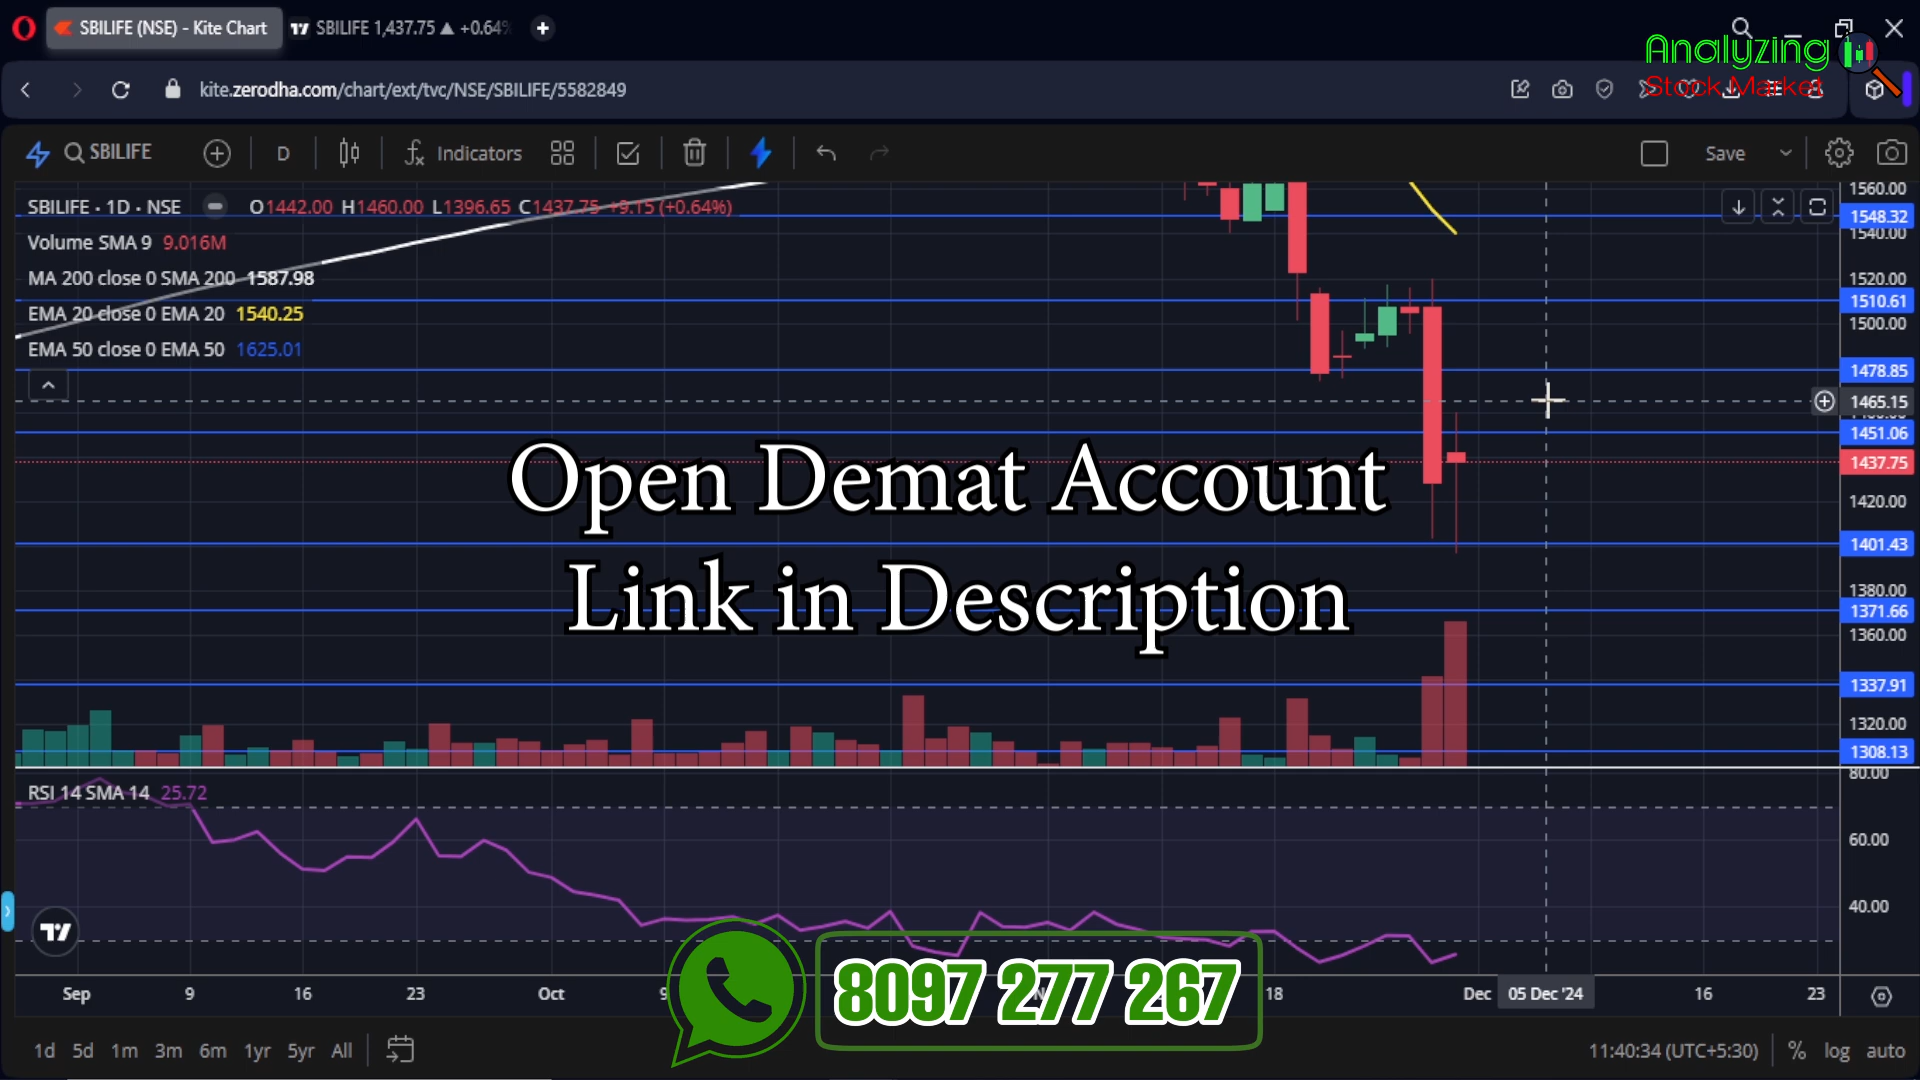 SBILIFE (NSE) - Kite Chart
SBILIFE 1,437.75 ▲ +0.64%
Analyzing
Stock Market
kite.zerodha.com/chart/ext/tvc/NSE/SBILIFE/5582849
SBILIFE
D
Indicators
Save
SBILIFE · 1D · NSE O1442.00 H1460.00 L1396.65 C1437.75 +9.15 (+0.64%)
Volume SMA 9 9.016M
MA 200 close 0 SMA 200 1587.98
EMA 20 close 0 EMA 20 1540.25
EMA 50 close 0 EMA 50 1625.01
1560.00
1548.32
1540.00
1520.00
1510.61
1500.00
1478.85
1465.15
1451.06
1437.75
1420.00
1401.43
1380.00
1371.66
1360.00
1337.91
1320.00
1308.13
Open Demat Account
Link in Description
RSI 14 SMA 14 25.72
80.00
60.00
40.00
Sep 9 16 23 Oct 18 Dec 05 Dec '24 16 23
8097 277 267
1d 5d 1m 3m 6m 1yr 5yr All
11:40:34 (UTC+5:30) % log auto